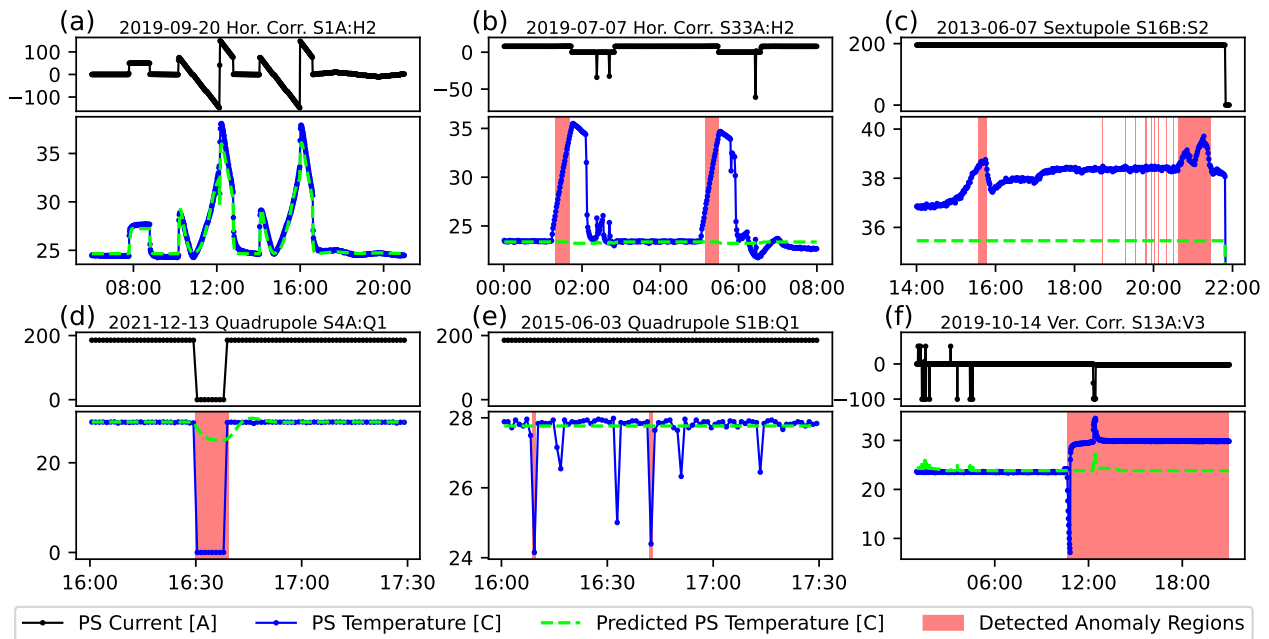 (a) 2019-09-20 Hor. Corr. S1A:H2
100
0
−100
35
30
25
08:00 12:00 16:00 20:00
(b) 2019-07-07 Hor. Corr. S33A:H2
0
−50
35
30
25
00:00 02:00 04:00 06:00 08:00
(c) 2013-06-07 Sextupole S16B:S2
200
0
40
38
36
14:00 16:00 18:00 20:00 22:00
(d) 2021-12-13 Quadrupole S4A:Q1
200
0
20
0
16:00 16:30 17:00 17:30
(e) 2015-06-03 Quadrupole S1B:Q1
200
0
28
26
24
16:00 16:30 17:00 17:30
(f) 2019-10-14 Ver. Corr. S13A:V3
0
−100
30
20
10
06:00 12:00 18:00
PS Current [A] PS Temperature [C] Predicted PS Temperature [C] Detected Anomaly Regions